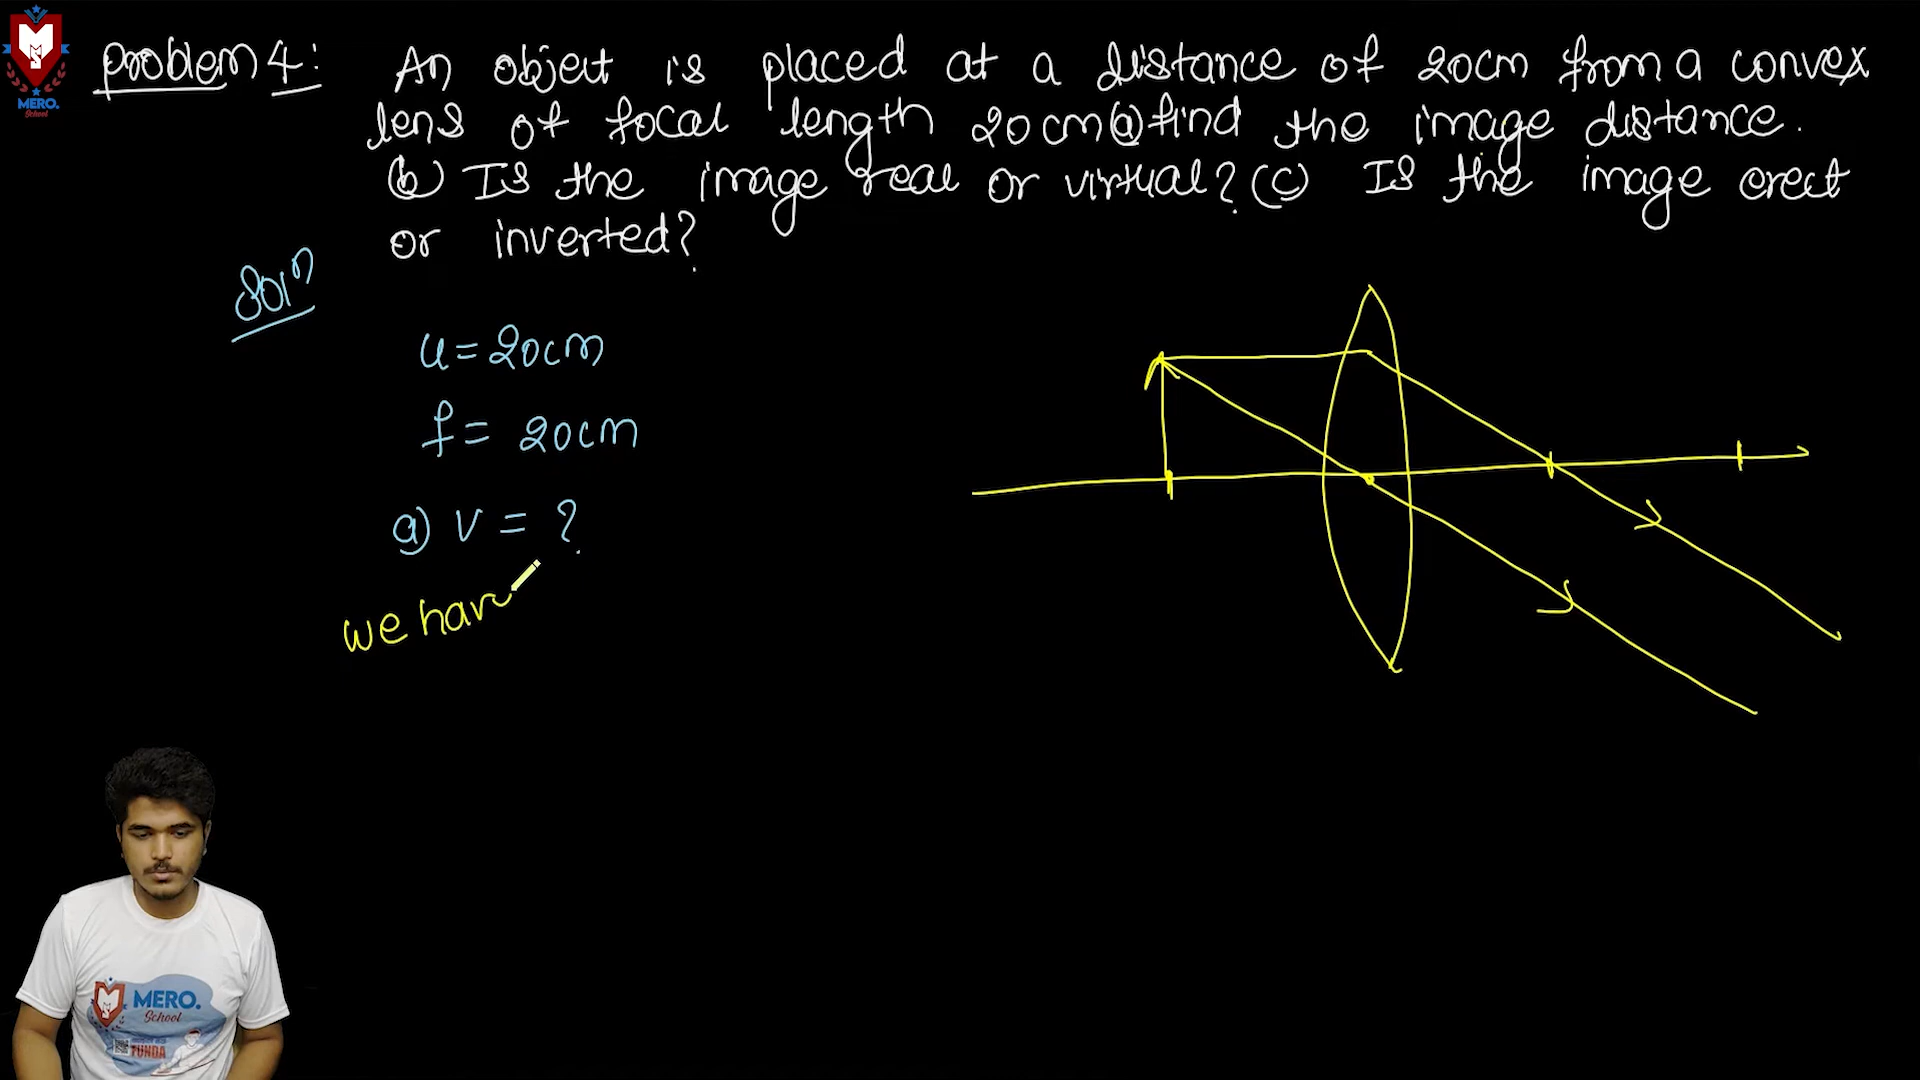 MERO.
School
problem 4: An object is placed at a distance of 20cm from a convex
lens of focal length 20cm (a) find the image distance.
(b) Is the image real or virtual? (c) Is the image erect
or inverted?
Solⁿ
u = 20cm
f = 20cm
a) v = ?
we hav
MERO.
School
FUNDA